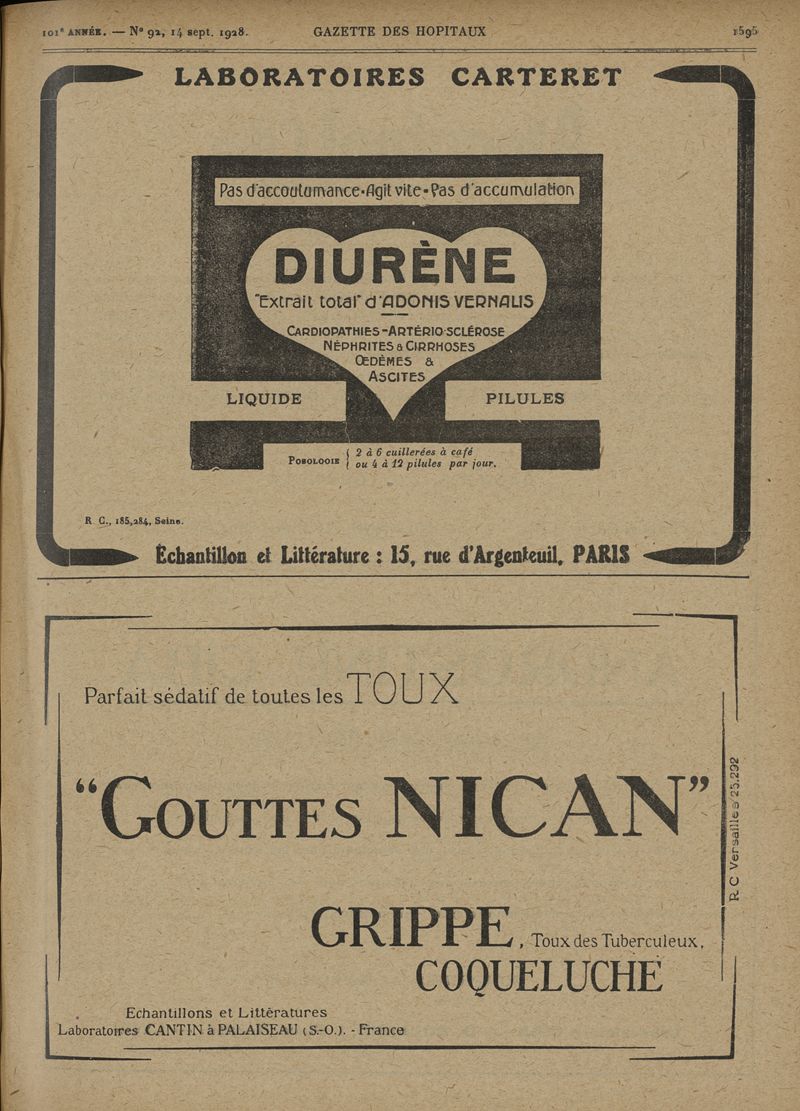 101e ANNÉE. — No 92, 14 sept. 1928. GAZETTE DES HOPITAUX 1595
LABORATOIRES CARTERET
Pas d'accoutumance-Agit vite-Pas d'accumulation
DIURÈNE
"Extrait total" d'ADONIS VERNALIS
CARDIOPATHIES-ARTÉRIO-SCLÉROSE
NÉPHRITES & CIRRHOSES
ŒDÈMES &
ASCITES
LIQUIDE PILULES
POSOLOGIE { 2 à 6 cuillerées à café
ou 4 à 12 pilules par jour.
R. C., 185,284, Seine.
Échantillon et Littérature : 15, rue d'Argenteuil, PARIS
Parfait sédatif de toutes les TOUX
"GOUTTES NICAN"
GRIPPE, Toux des Tuberculeux,
COQUELUCHE
R.C Versailles 25.292
Echantillons et Littératures
Laboratoires CANTIN à PALAISEAU (S.-O.). - France